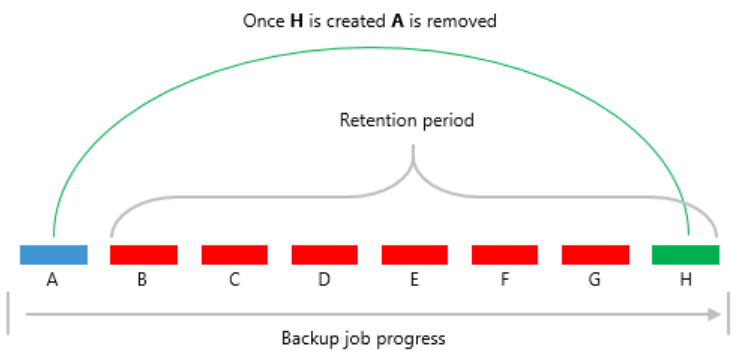 Once H is created A is removed
Retention period
A B C D E F G H
Backup job progress